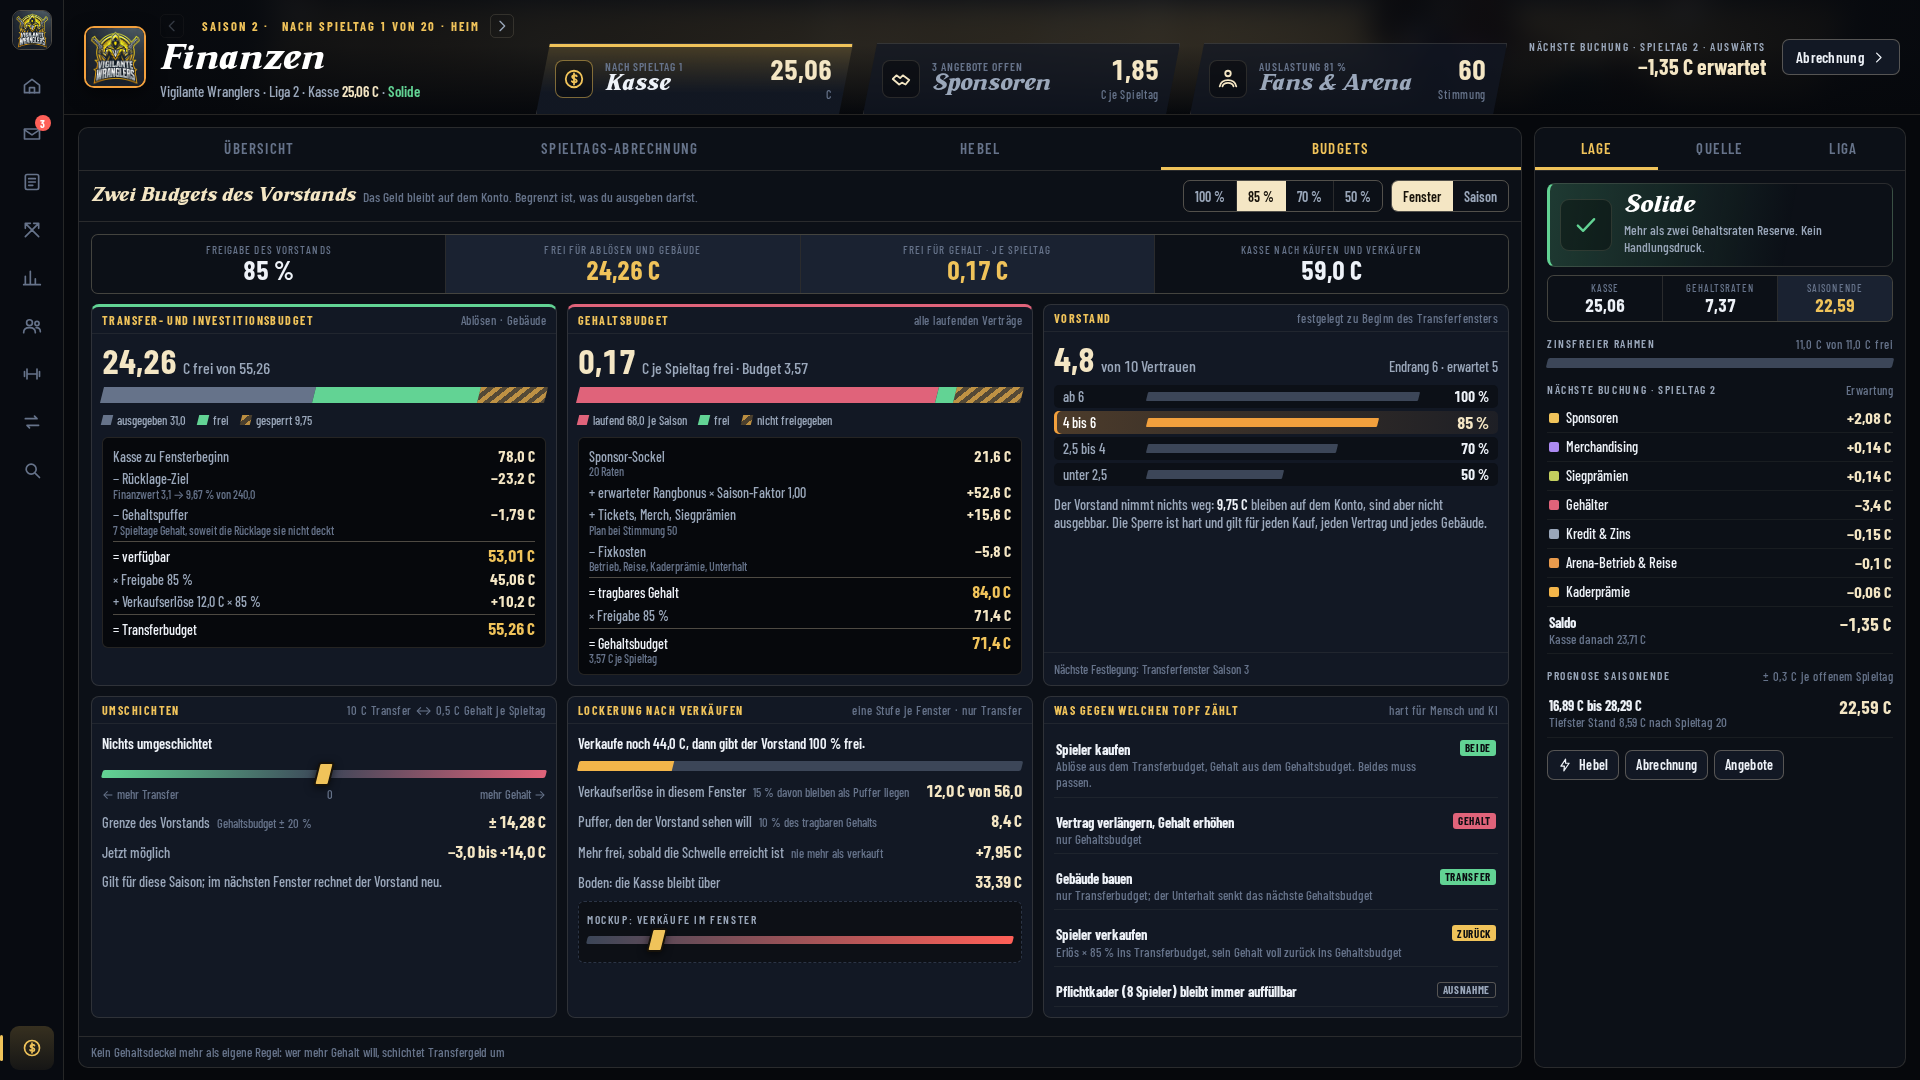 SAISON 2 · NACH SPIELTAG 1 VON 20 · HEIM
Finanzen
Vigilante Wranglers · Liga 2 · Kasse 25,06 C · Solide
NACH SPIELTAG 1
Kasse
25,06
C
3 ANGEBOTE OFFEN
Sponsoren
1,85
C je Spieltag
AUSLASTUNG 81 %
Fans & Arena
60
Stimmung
NÄCHSTE BUCHUNG · SPIELTAG 2 · AUSWÄRTS
−1,35 C erwartet
Abrechnung
3
VIGILANTE WRANGLERS
ÜBERSICHT
SPIELTAGS-ABRECHNUNG
HEBEL
BUDGETS
Zwei Budgets des Vorstands Das Geld bleibt auf dem Konto. Begrenzt ist, was du ausgeben darfst.
100 % 85 % 70 % 50 %
Fenster Saison
FREIGABE DES VORSTANDS
85 %
FREI FÜR ABLÖSEN UND GEBÄUDE
24,26 C
FREI FÜR GEHALT · JE SPIELTAG
0,17 C
KASSE NACH KÄUFEN UND VERKÄUFEN
59,0 C
TRANSFER- UND INVESTITIONSBUDGET Ablösen · Gebäude
24,26 C frei von 55,26
ausgegeben 31,0 frei gesperrt 9,75
Kasse zu Fensterbeginn 78,0 C
− Rücklage-Ziel −23,2 C
Finanzwert 3,1 → 9,67 % von 240,0
− Gehaltspuffer −1,79 C
7 Spieltage Gehalt, soweit die Rücklage sie nicht deckt
= verfügbar 53,01 C
× Freigabe 85 % 45,06 C
+ Verkaufserlöse 12,0 C × 85 % +10,2 C
= Transferbudget 55,26 C
GEHALTSBUDGET alle laufenden Verträge
0,17 C je Spieltag frei · Budget 3,57
laufend 68,0 je Saison frei nicht freigegeben
Sponsor-Sockel 21,6 C
20 Raten
+ erwarteter Rangbonus × Saison-Faktor 1,00 +52,6 C
+ Tickets, Merch, Siegprämien +15,6 C
Plan bei Stimmung 50
− Fixkosten −5,8 C
Betrieb, Reise, Kaderprämie, Unterhalt
= tragbares Gehalt 84,0 C
× Freigabe 85 % 71,4 C
= Gehaltsbudget 71,4 C
3,57 C je Spieltag
VORSTAND festgelegt zu Beginn des Transferfensters
4,8 von 10 Vertrauen Endrang 6 · erwartet 5
ab 6 100 %
4 bis 6 85 %
2,5 bis 4 70 %
unter 2,5 50 %
Der Vorstand nimmt nichts weg: 9,75 C bleiben auf dem Konto, sind aber nicht
ausgebbar. Die Sperre ist hart und gilt für jeden Kauf, jeden Vertrag und jedes Gebäude.
Nächste Festlegung: Transferfenster Saison 3
UMSCHICHTEN 10 C Transfer ↔ 0,5 C Gehalt je Spieltag
Nichts umgeschichtet
← mehr Transfer 0 mehr Gehalt →
Grenze des Vorstands Gehaltsbudget ± 20 % ± 14,28 C
Jetzt möglich −3,0 bis +14,0 C
Gilt für diese Saison; im nächsten Fenster rechnet der Vorstand neu.
LOCKERUNG NACH VERKÄUFEN eine Stufe je Fenster · nur Transfer
Verkaufe noch 44,0 C, dann gibt der Vorstand 100 % frei.
Verkaufserlöse in diesem Fenster 15 % davon bleiben als Puffer liegen 12,0 C von 56,0
Puffer, den der Vorstand sehen will 10 % des tragbaren Gehalts 8,4 C
Mehr frei, sobald die Schwelle erreicht ist nie mehr als verkauft +7,95 C
Boden: die Kasse bleibt über 33,39 C
MOCKUP: VERKÄUFE IM FENSTER
WAS GEGEN WELCHEN TOPF ZÄHLT hart für Mensch und KI
Spieler kaufen BEIDE
Ablöse aus dem Transferbudget, Gehalt aus dem Gehaltsbudget. Beides muss
passen.
Vertrag verlängern, Gehalt erhöhen GEHALT
nur Gehaltsbudget
Gebäude bauen TRANSFER
nur Transferbudget; der Unterhalt senkt das nächste Gehaltsbudget
Spieler verkaufen ZURÜCK
Erlös × 85 % ins Transferbudget, sein Gehalt voll zurück ins Gehaltsbudget
Pflichtkader (8 Spieler) bleibt immer auffüllbar AUSNAHME
Kein Gehaltsdeckel mehr als eigene Regel: wer mehr Gehalt will, schichtet Transfergeld um
LAGE QUELLE LIGA
Solide
Mehr als zwei Gehaltsraten Reserve. Kein
Handlungsdruck.
KASSE
25,06
GEHALTSRATEN
7,37
SAISONENDE
22,59
ZINSFREIER RAHMEN 11,0 C von 11,0 C frei
NÄCHSTE BUCHUNG · SPIELTAG 2 Erwartung
Sponsoren +2,08 C
Merchandising +0,14 C
Siegprämien +0,14 C
Gehälter −3,4 C
Kredit & Zins −0,15 C
Arena-Betrieb & Reise −0,1 C
Kaderprämie −0,06 C
Saldo −1,35 C
Kasse danach 23,71 C
PROGNOSE SAISONENDE ± 0,3 C je offenem Spieltag
16,89 C bis 28,29 C 22,59 C
Tiefster Stand 8,59 C nach Spieltag 20
Hebel Abrechnung Angebote